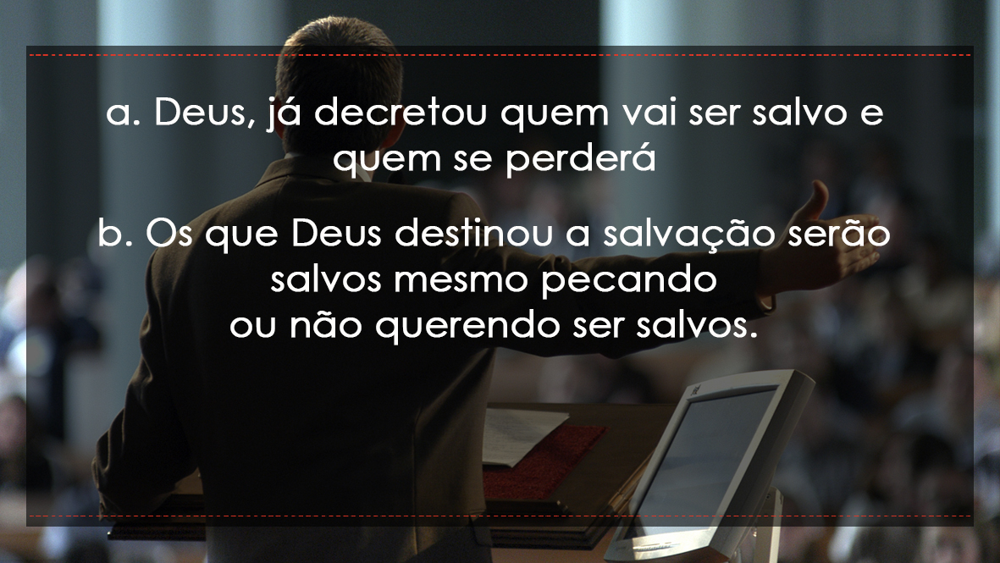 a. Deus, já decretou quem vai ser salvo e
quem se perderá
b. Os que Deus destinou a salvação serão
salvos mesmo pecando
ou não querendo ser salvos.